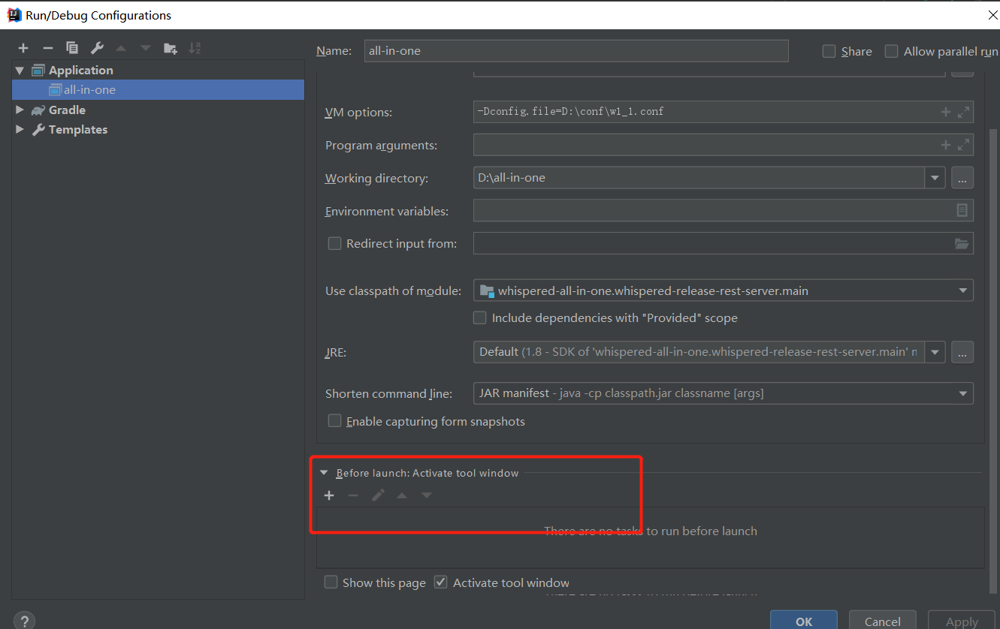 Run/Debug Configurations
Name: all-in-one Share Allow parallel run
Application
all-in-one
Gradle
Templates
VM options: -Dconfig.file=D:\conf\w1_1.conf
Program arguments:
Working directory: D:\all-in-one ...
Environment variables:
Redirect input from:
Use classpath of module: whispered-all-in-one.whispered-release-rest-server.main
Include dependencies with "Provided" scope
JRE: Default (1.8 - SDK of 'whispered-all-in-one.whispered-release-rest-server.main' ...
Shorten command line: JAR manifest - java -cp classpath.jar classname [args]
Enable capturing form snapshots
Before launch: Activate tool window
There are no tasks to run before launch
Show this page Activate tool window
? OK Cancel Apply